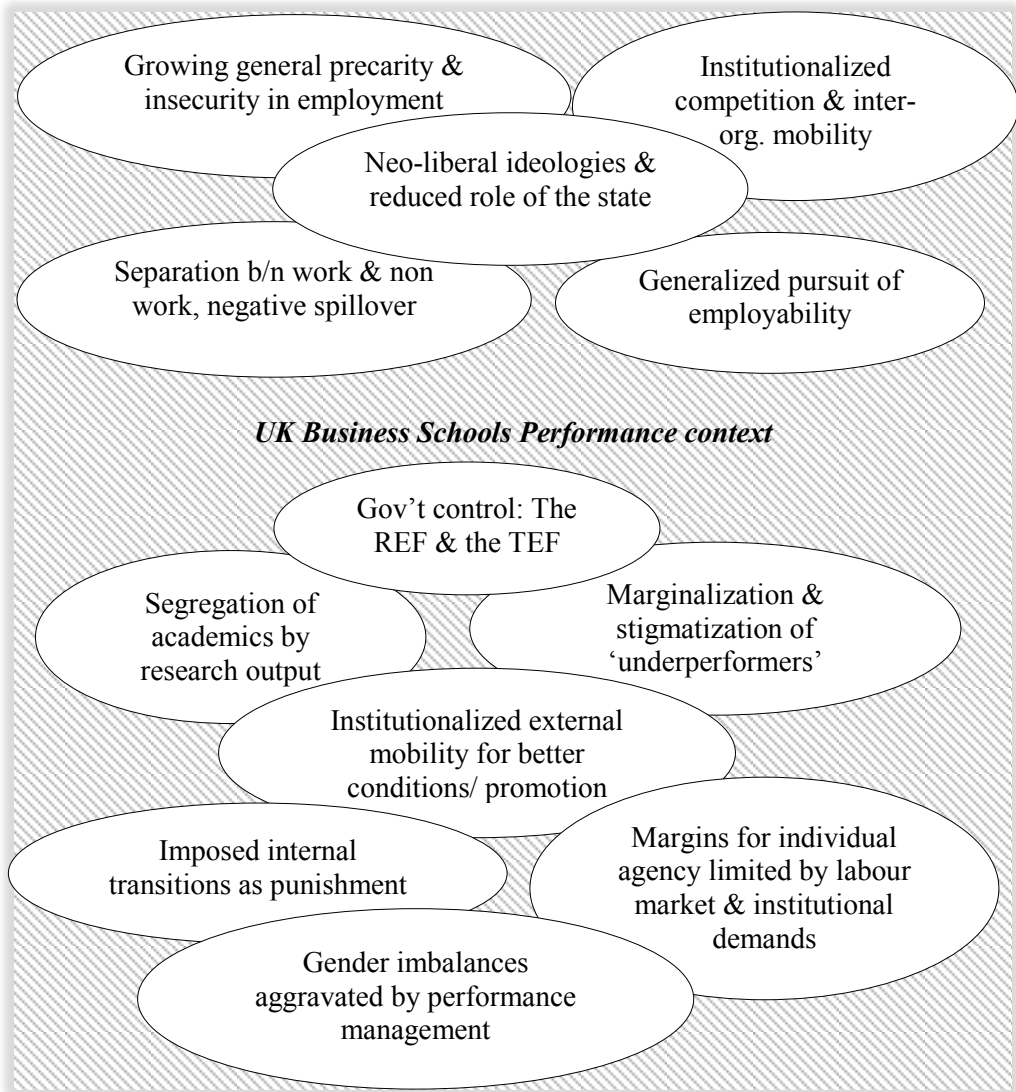 Growing general precarity &
insecurity in employment
Institutionalized
competition & inter-
org. mobility
Neo-liberal ideologies &
reduced role of the state
Separation b/n work & non
work, negative spillover
Generalized pursuit of
employability
UK Business Schools Performance context
Gov’t control: The
REF & the TEF
Segregation of
academics by
research output
Marginalization &
stigmatization of
‘underperformers’
Institutionalized external
mobility for better
conditions/ promotion
Imposed internal
transitions as punishment
Margins for individual
agency limited by labour
market & institutional
demands
Gender imbalances
aggravated by performance
management